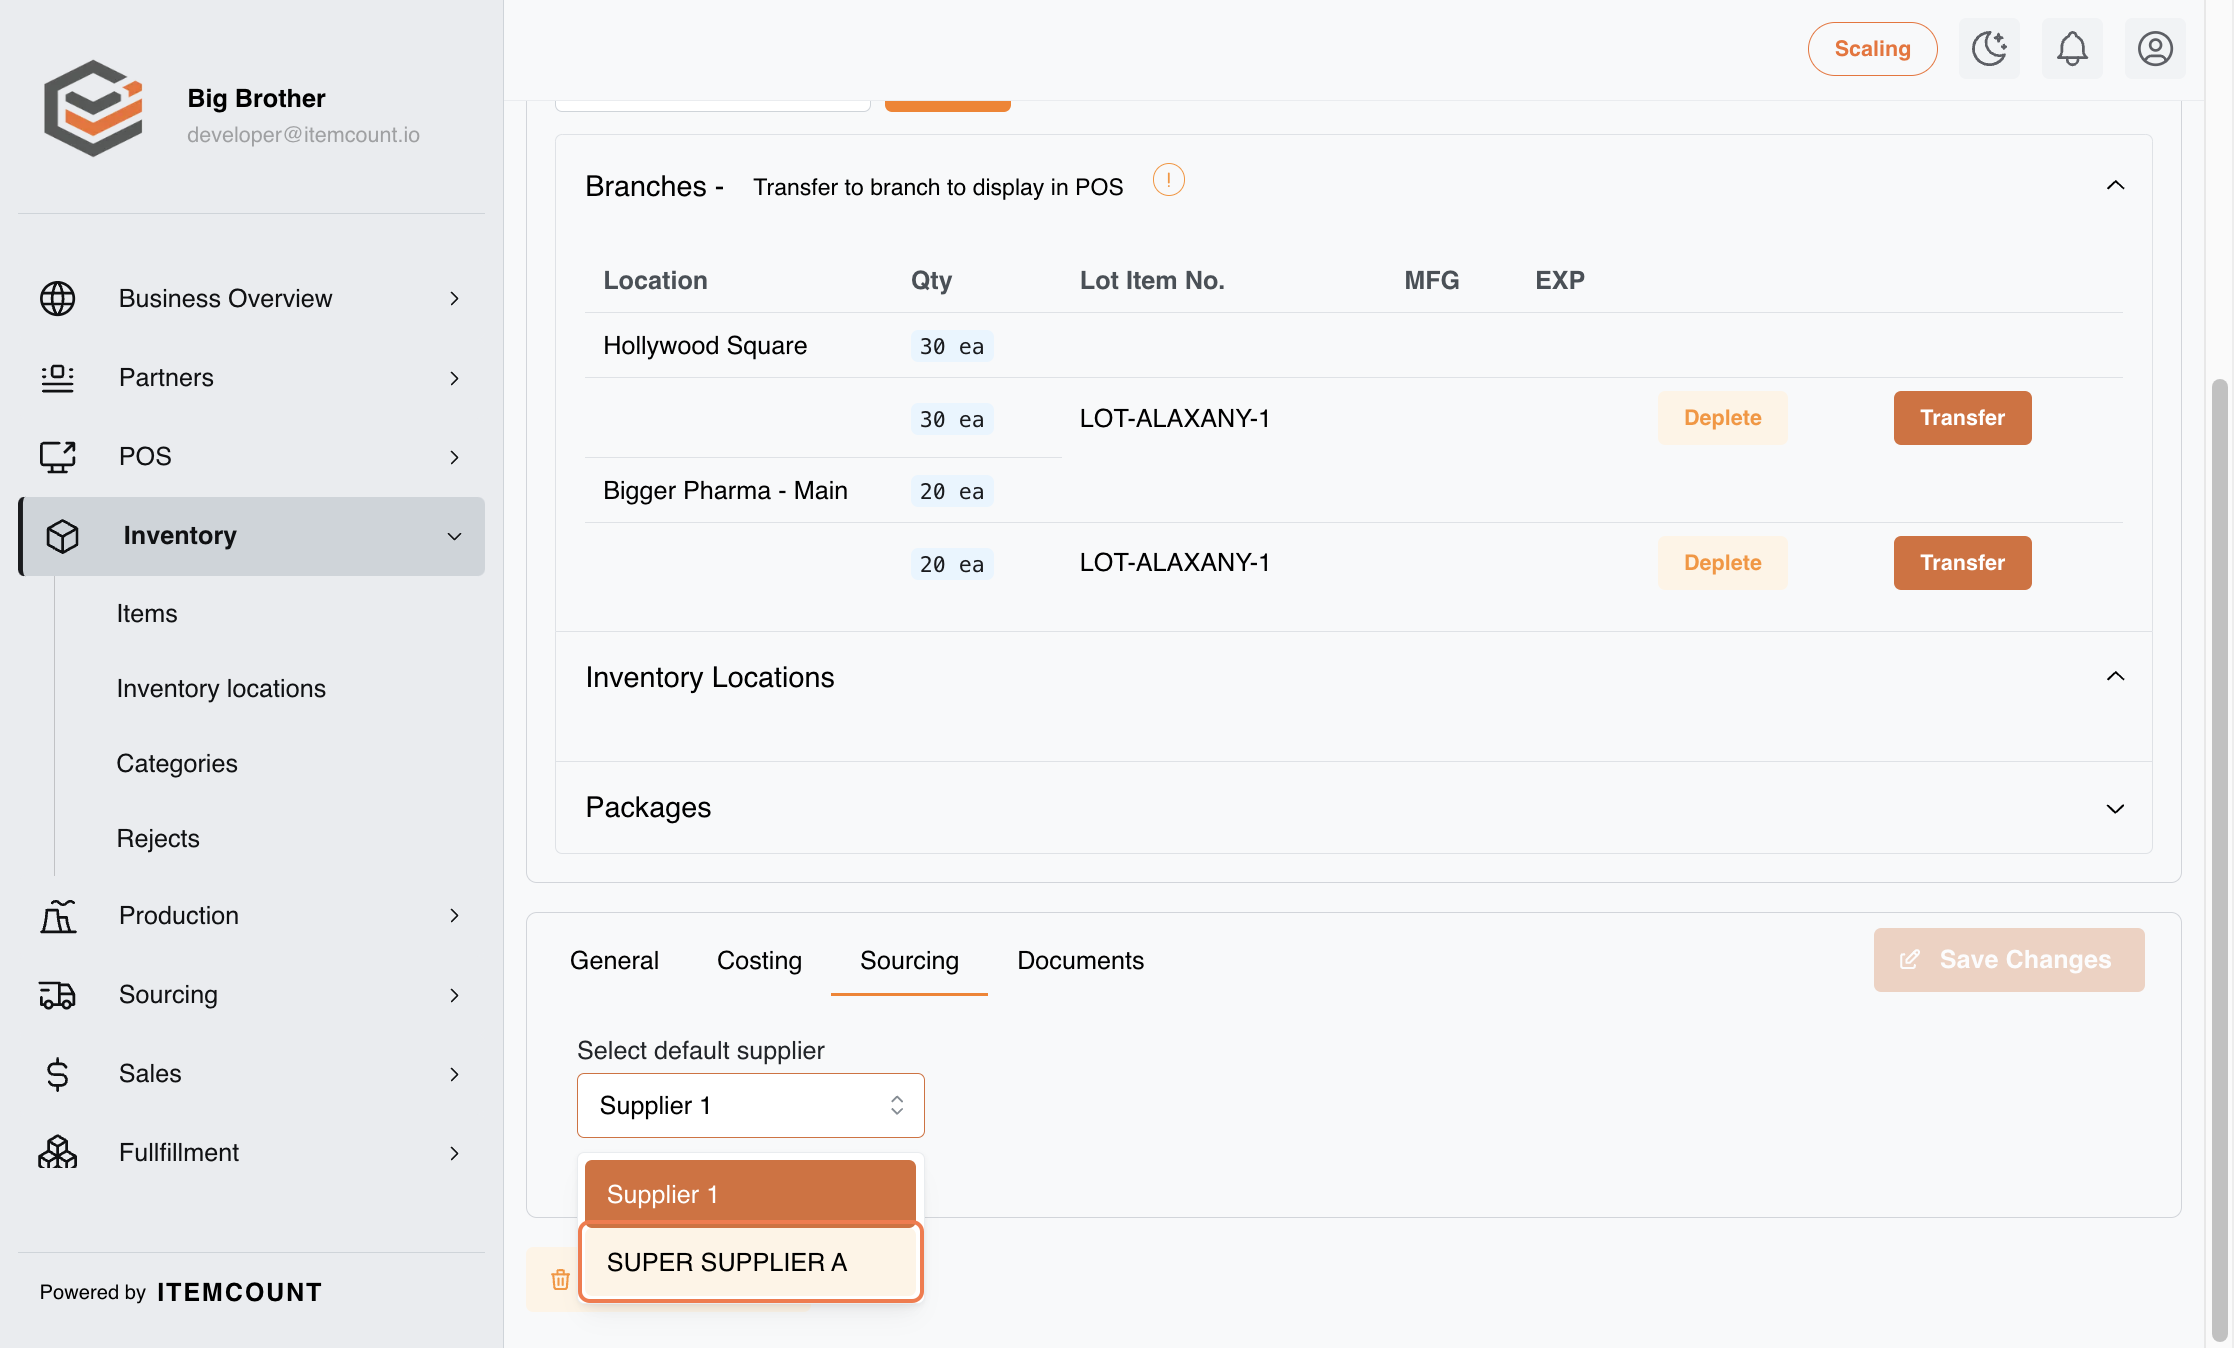 Big Brother
developer@itemcount.io
Business Overview
Partners
POS
Inventory
Items
Inventory locations
Categories
Rejects
Production
Sourcing
Sales
Fullfillment
Powered by ITEMCOUNT
Scaling
Branches - Transfer to branch to display in POS
Location Qty Lot Item No. MFG EXP
Hollywood Square 30 ea
30 ea LOT-ALAXANY-1 Deplete Transfer
Bigger Pharma - Main 20 ea
20 ea LOT-ALAXANY-1 Deplete Transfer
Inventory Locations
Packages
General Costing Sourcing Documents Save Changes
Select default supplier
Supplier 1
Supplier 1
SUPER SUPPLIER A